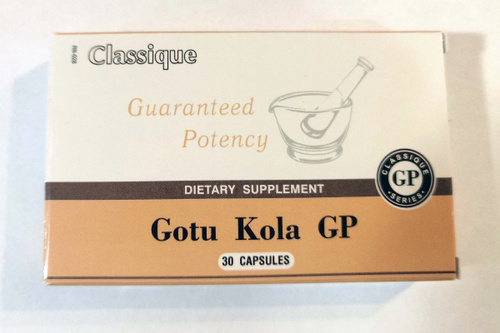 Classique
Guaranteed
Potency
CLASSIQUE
GP
SERIES
DIETARY SUPPLEMENT
Gotu Kola GP
30 CAPSULES